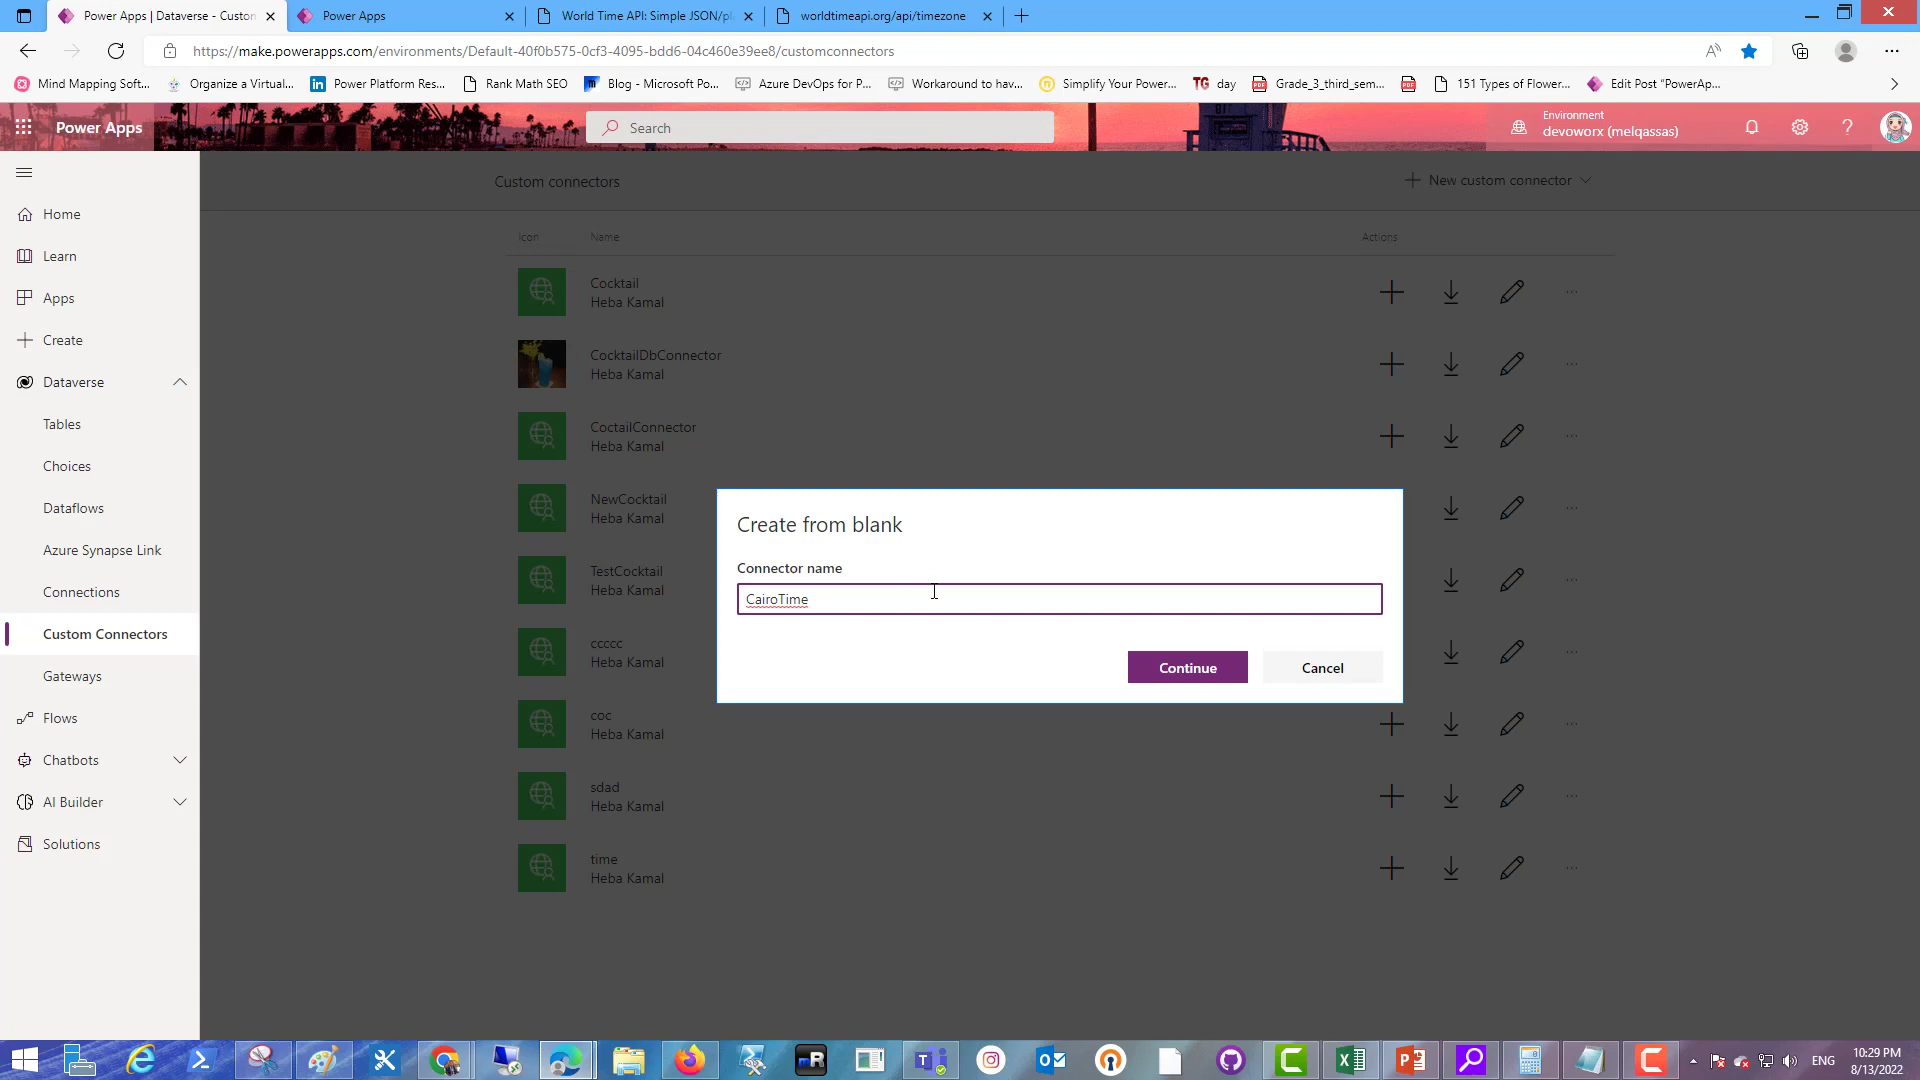 Power Apps | Dataverse - Custon
Power Apps
World Time API: Simple JSON/pl
worldtimeapi.org/api/timezone
https://make.powerapps.com/environments/Default-40f0b575-0cf3-4095-bdd6-04c460e39ee8/customconnectors
Mind Mapping Soft...
Organize a Virtual...
Power Platform Res...
Rank Math SEO
Blog - Microsoft Po...
Azure DevOps for P...
Workaround to hav...
Simplify Your Power...
TG day
Grade_3_third_sem...
151 Types of Flower...
Edit Post "PowerAp...
Power Apps
Search
Environment
devoworx (melqassas)
Home
Learn
Apps
Create
Dataverse
Tables
Choices
Dataflows
Azure Synapse Link
Connections
Custom Connectors
Gateways
Flows
Chatbots
AI Builder
Solutions
Custom connectors
New custom connector
Icon Name Actions
Cocktail
Heba Kamal
CocktailDbConnector
Heba Kamal
CoctailConnector
Heba Kamal
NewCocktail
Heba Kamal
TestCocktail
Heba Kamal
ccccc
Heba Kamal
coc
Heba Kamal
sdad
Heba Kamal
time
Heba Kamal
Create from blank
Connector name
CairoTime
Continue
Cancel
ENG
10:29 PM
8/13/2022